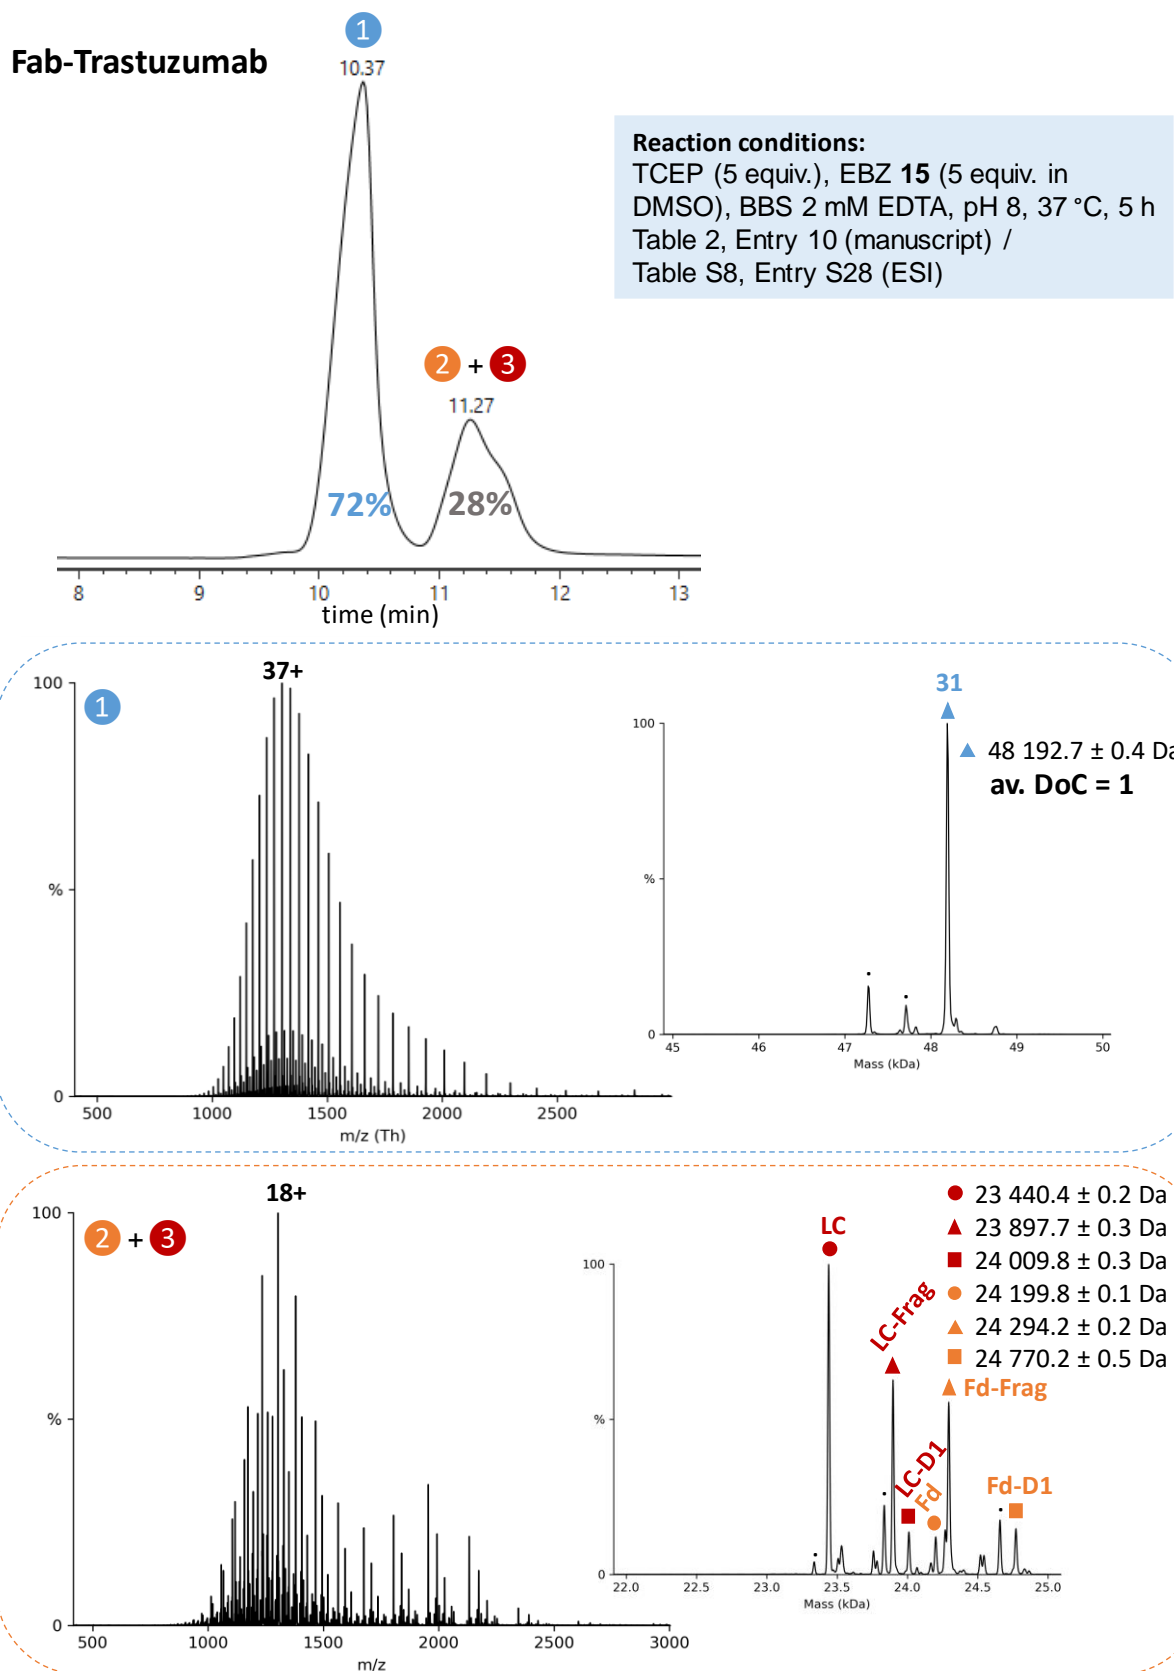 Fab-Trastuzumab
1
10.37
Reaction conditions:
TCEP (5 equiv.), EBZ 15 (5 equiv. in
DMSO), BBS 2 mM EDTA, pH 8, 37 °C, 5 h
Table 2, Entry 10 (manuscript) /
Table S8, Entry S28 (ESI)
2 + 3
11.27
72%
28%
8 9 10 11 12 13
time (min)
1
37+
100
%
0
500 1000 1500 2000 2500
m/z (Th)
31
100
48 192.7 ± 0.4 Da
av. DoC = 1
%
0
45 46 47 48 49 50
Mass (kDa)
2 + 3
18+
100
%
0
500 1000 1500 2000 2500 3000
m/z
23 440.4 ± 0.2 Da
23 897.7 ± 0.3 Da
24 009.8 ± 0.3 Da
24 199.8 ± 0.1 Da
24 294.2 ± 0.2 Da
24 770.2 ± 0.5 Da
LC
LC-Frag
Fd-Frag
LC-D1
Fd
Fd-D1
100
%
0
22.0 22.5 23.0 23.5 24.0 24.5 25.0
Mass (kDa)